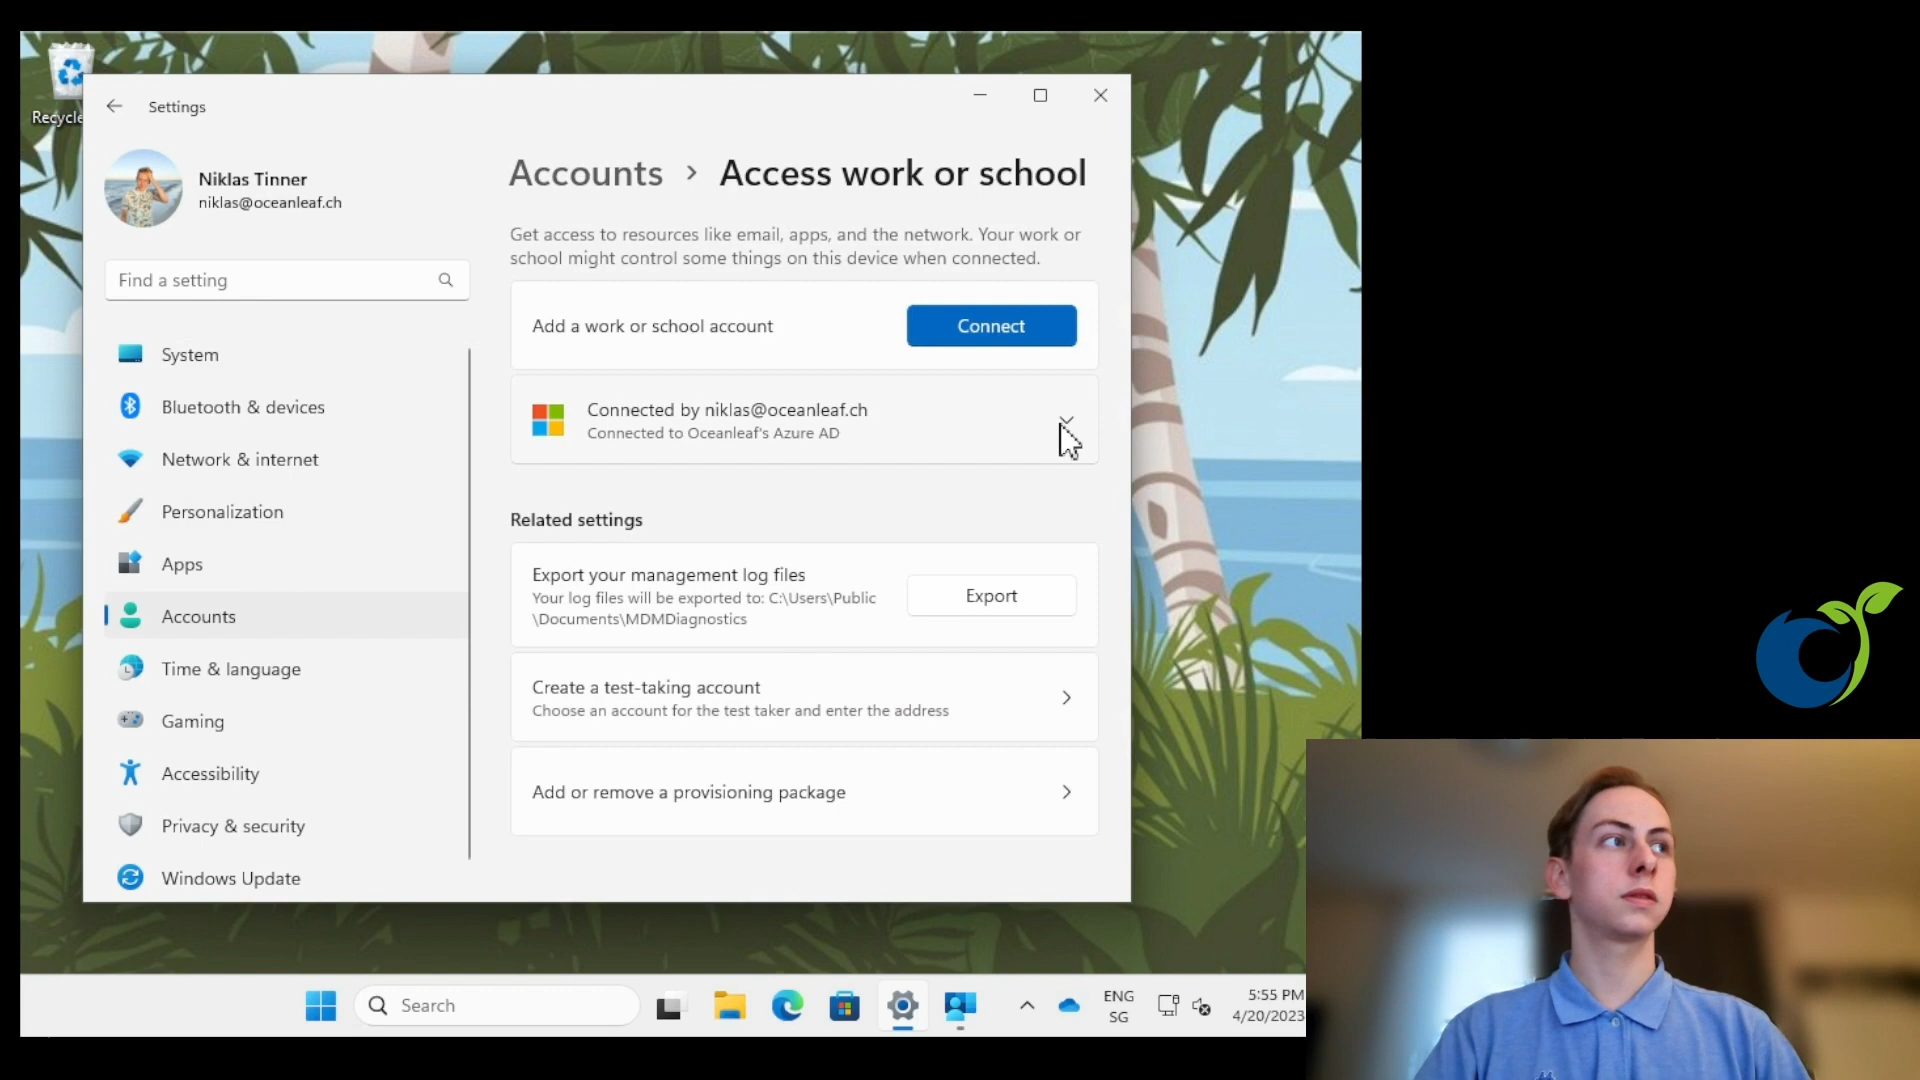 Recycle
Settings
Niklas Tinner
niklas@oceanleaf.ch
Find a setting
System
Bluetooth & devices
Network & internet
Personalization
Apps
Accounts
Time & language
Gaming
Accessibility
Privacy & security
Windows Update
Accounts > Access work or school
Get access to resources like email, apps, and the network. Your work or
school might control some things on this device when connected.
Add a work or school account
Connect
Connected by niklas@oceanleaf.ch
Connected to Oceanleaf's Azure AD
Related settings
Export your management log files
Your log files will be exported to: C:\Users\Public
\Documents\MDMDiagnostics
Export
Create a test-taking account
Choose an account for the test taker and enter the address
Add or remove a provisioning package
Search
ENG
SG
5:55 PM
4/20/2023